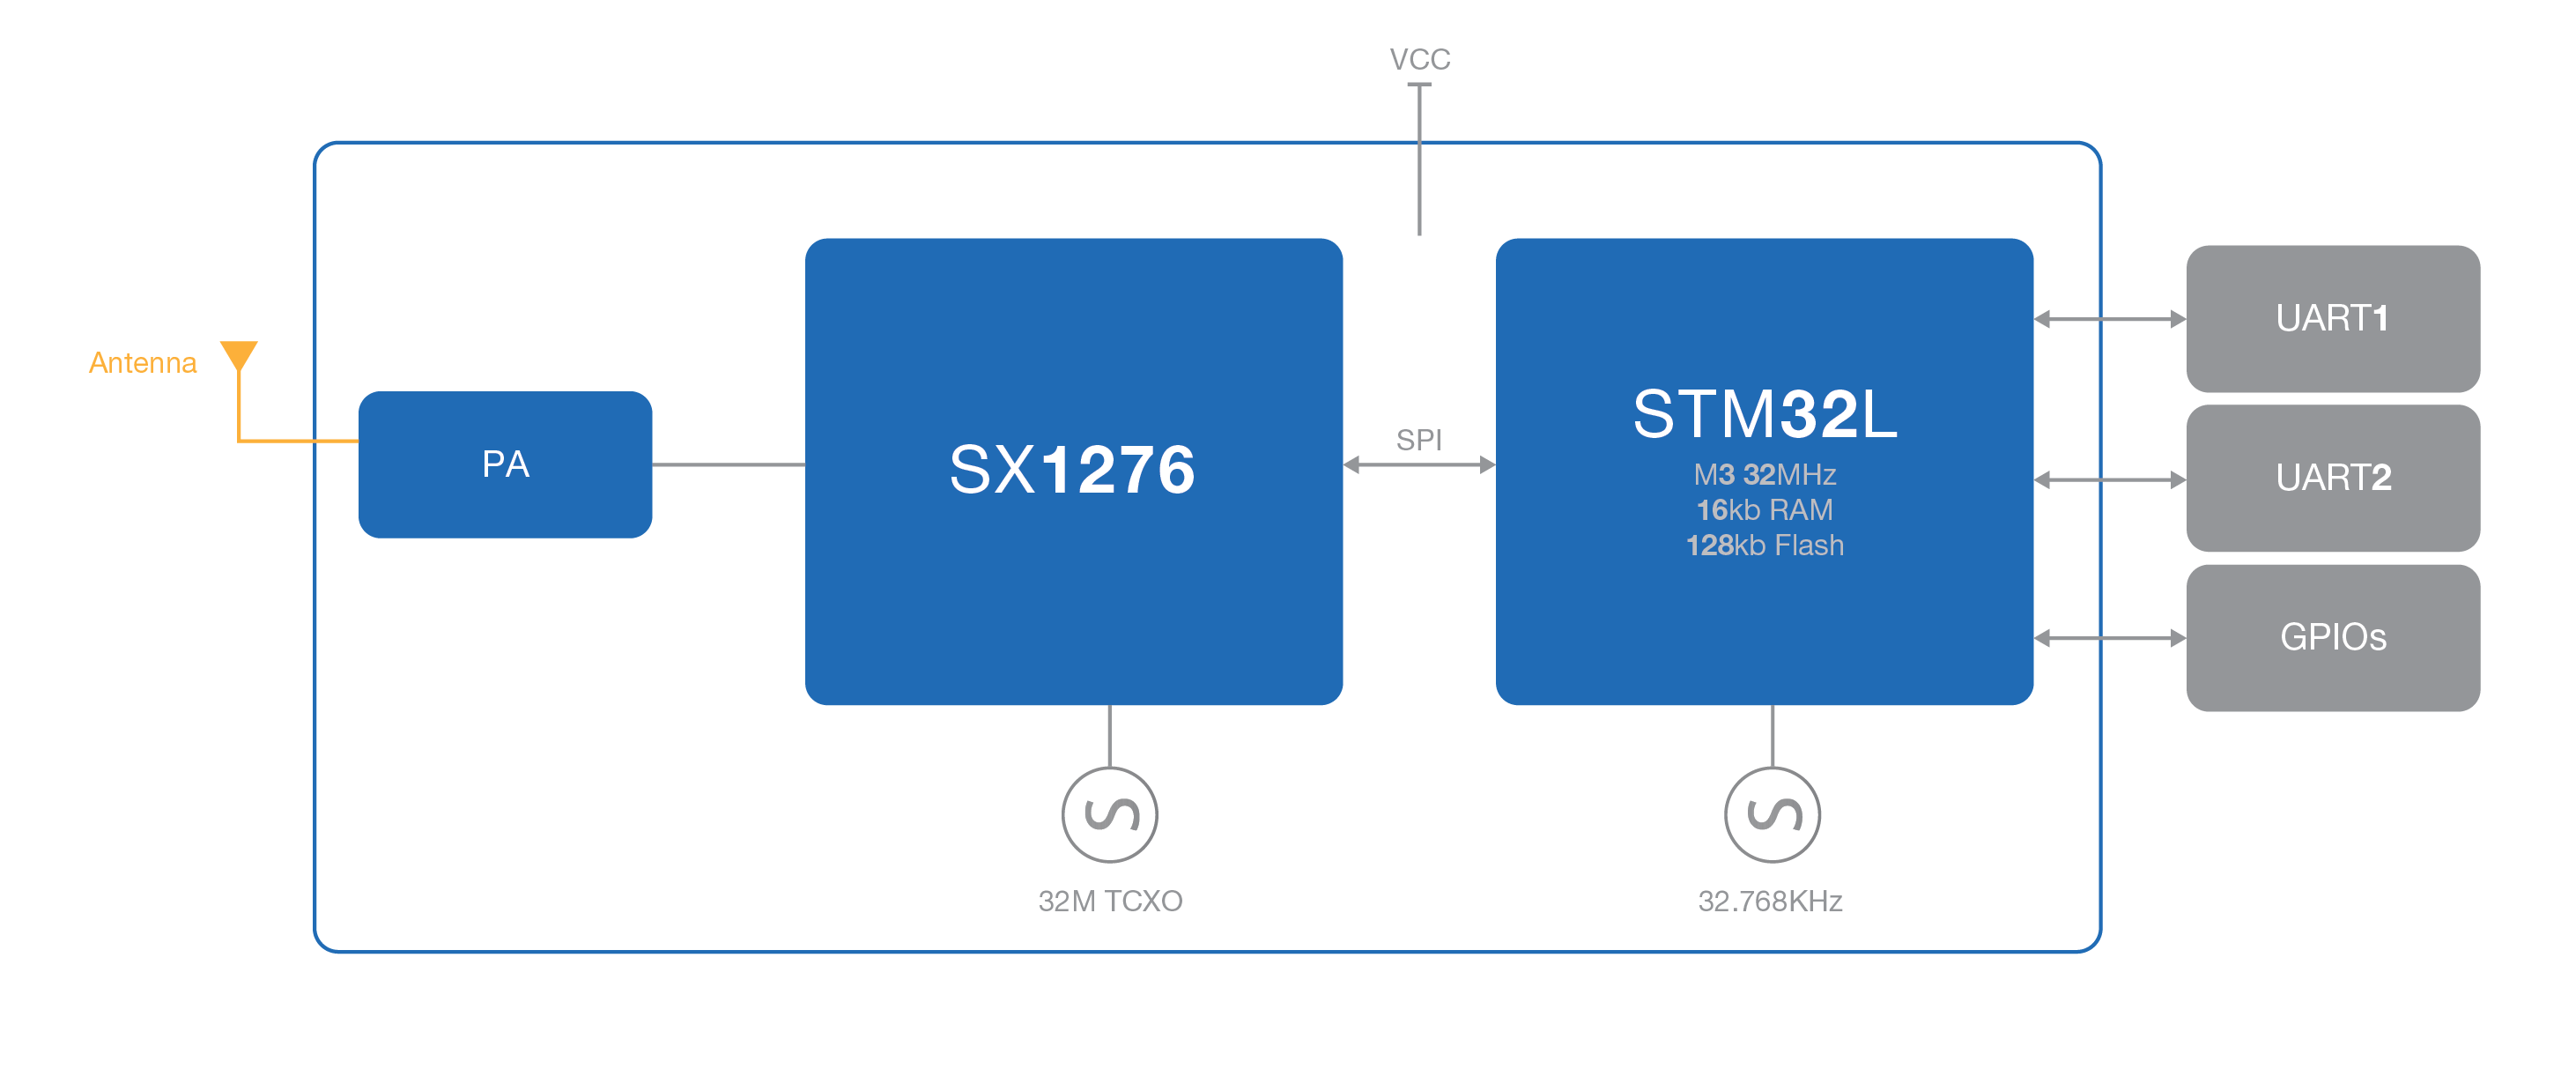 VCC
Antenna
PA
SX1276
SPI
STM32L
M3 32MHz
16kb RAM
128kb Flash
UART1
UART2
GPIOs
32M TCXO
32.768KHz